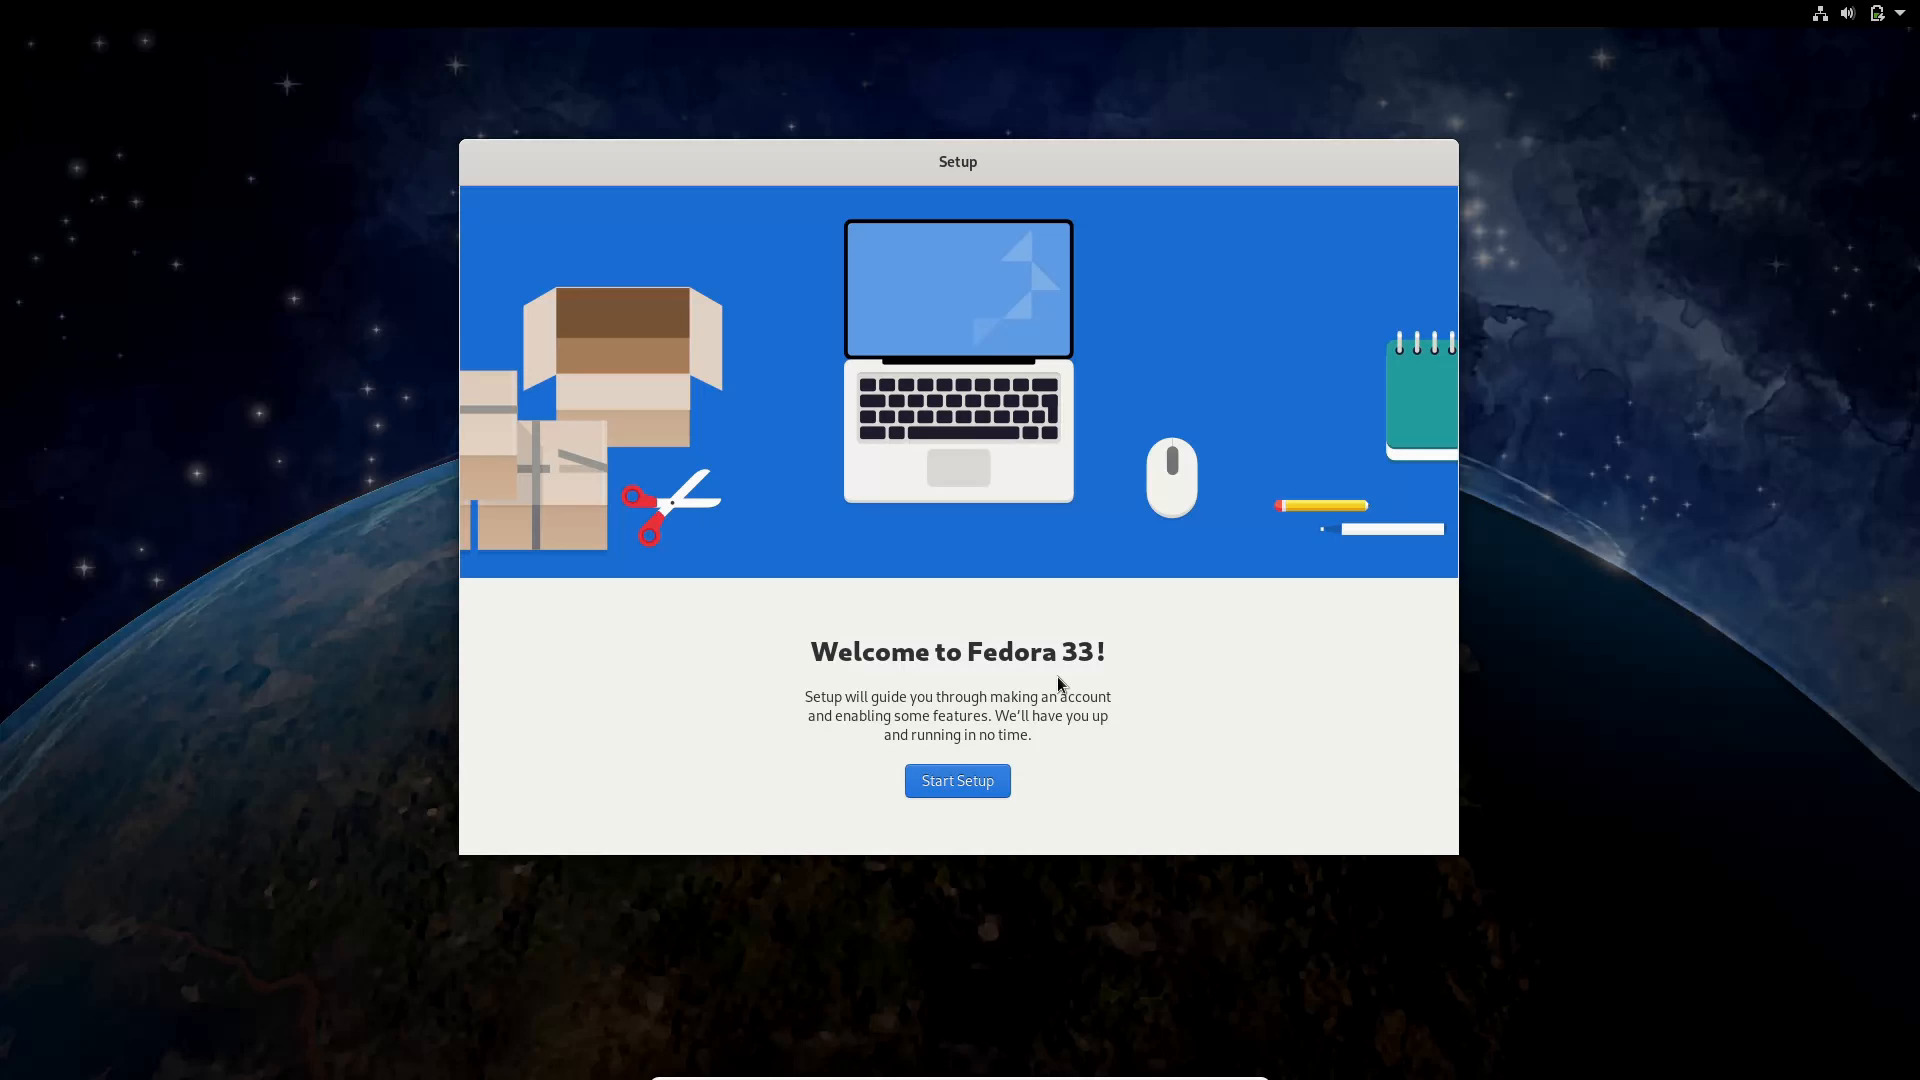 Setup
Welcome to Fedora 33!
Setup will guide you through making an account
and enabling some features. We'll have you up
and running in no time.
Start Setup